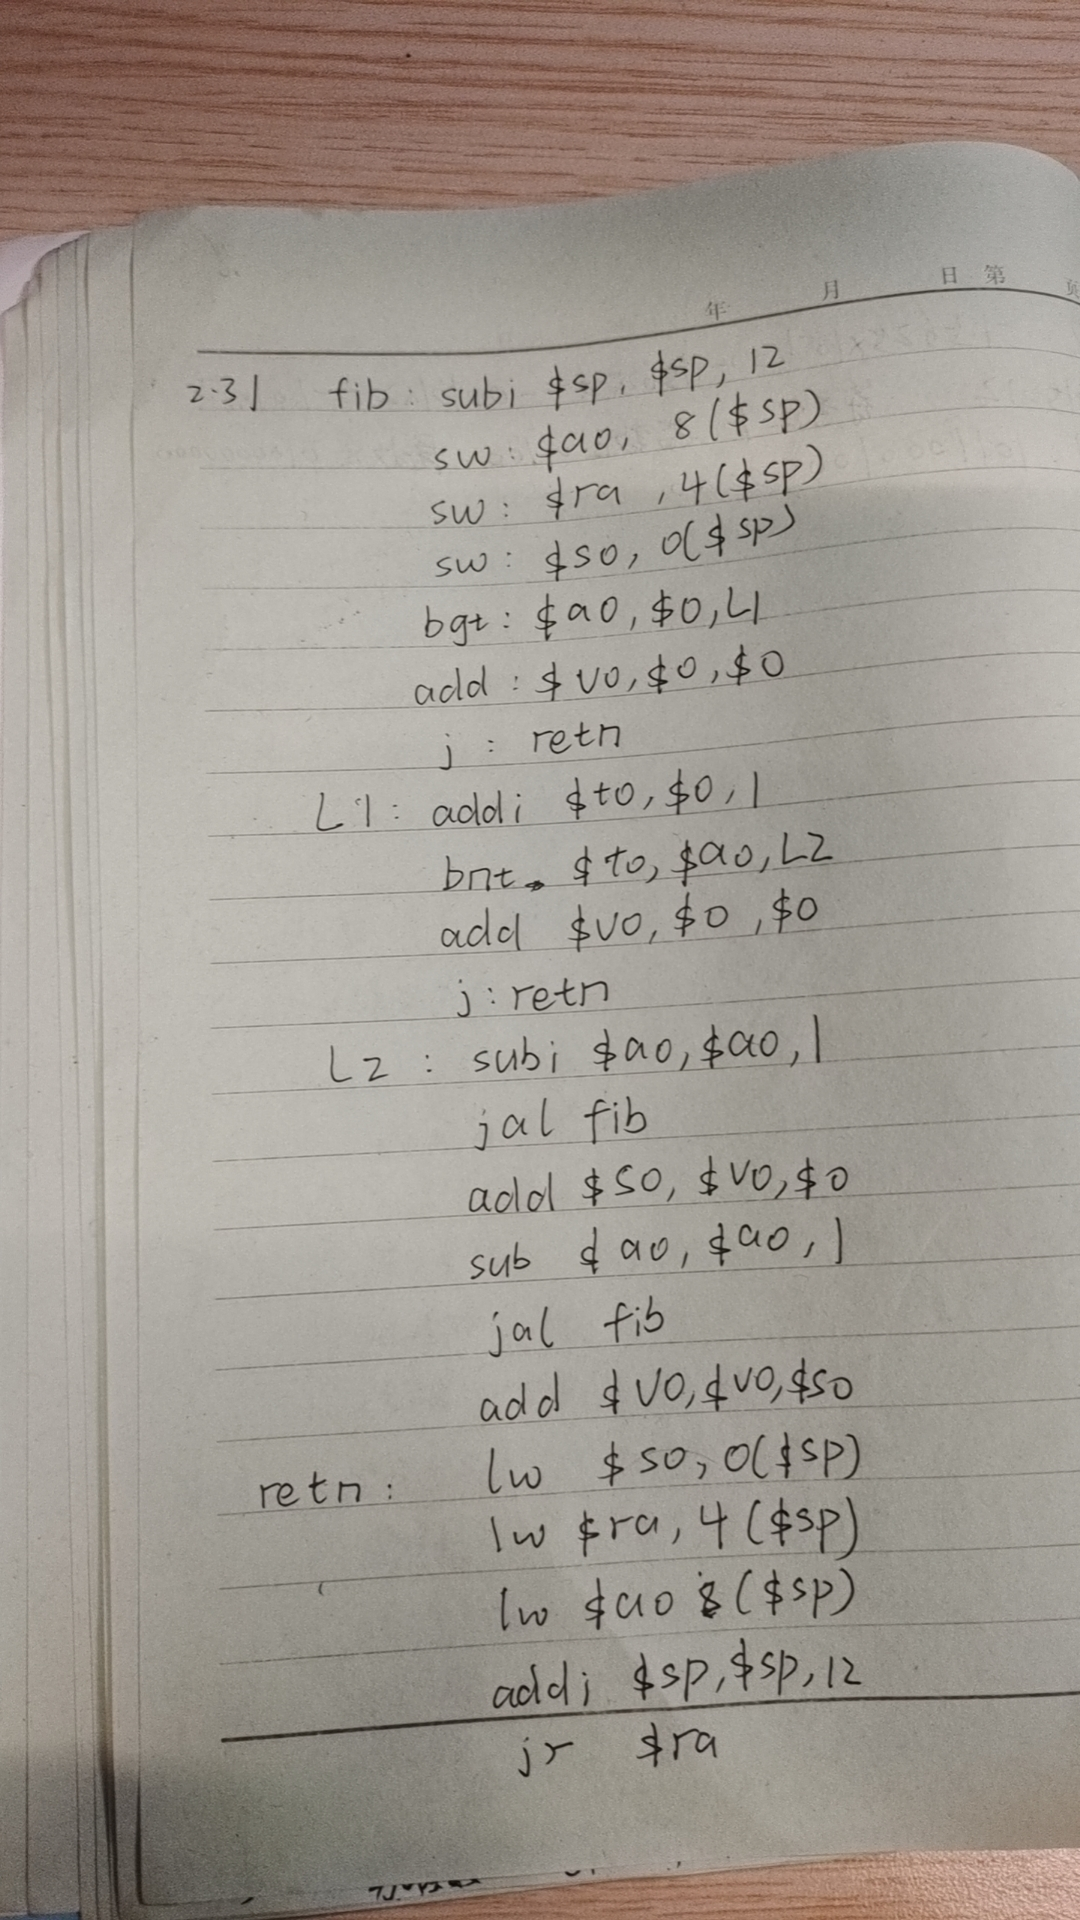 年 月 日 第 页
2.31 fib: subi $sp, $sp, 12
sw: $a0, 8($sp)
sw: $ra, 4($sp)
sw: $s0, 0($sp)
bgt: $a0, $0, L1
add: $v0, $0, $0
j: retn
L1: addi $t0, $0, 1
bnt. $t0, $a0, L2
add $v0, $0, $0
j: retn
L2: subi $a0, $a0, 1
jal fib
add $s0, $v0, $0
sub $a0, $a0, 1
jal fib
add $v0, $v0, $s0
retn: lw $s0, 0($sp)
lw $ra, 4($sp)
lw $a0 8($sp)
addi $sp, $sp, 12
jr $ra